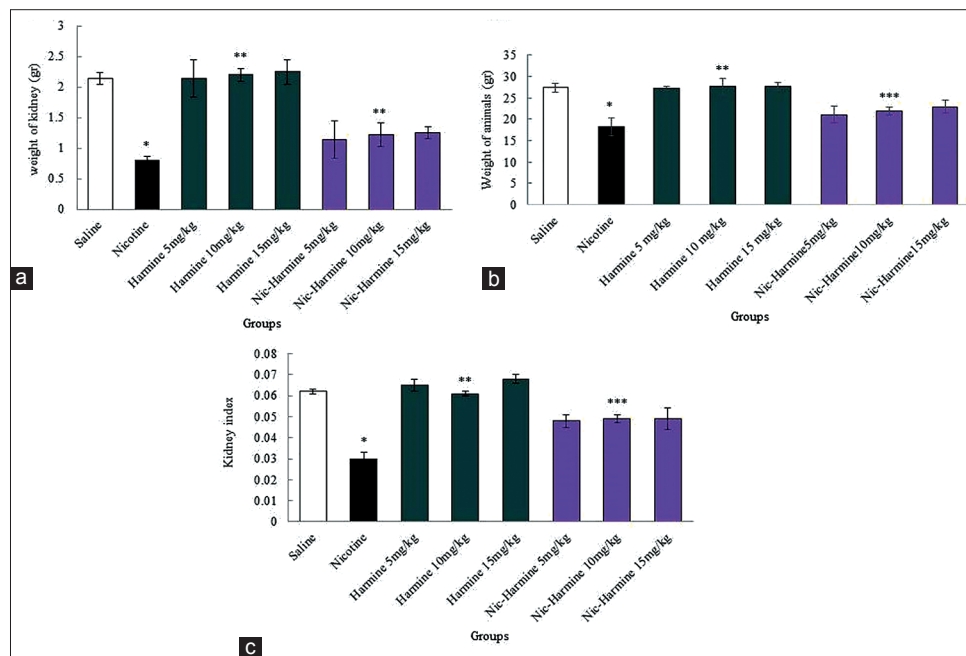 weight of kidney (gr)
3
2.5
2
1.5
1
0.5
0
*
**
**
Saline
Nicotine
Harmine 5mg/kg
Harmine 10mg/kg
Harmine 15mg/kg
Nic-Harmine 5mg/kg
Nic-Harmine 10mg/kg
Nic-Harmine 15mg/kg
Groups
a
Weight of animals (gr)
35
30
25
20
15
10
5
0
*
**
***
Saline
Nicotine
Harmine 5 mg/kg
Harmine 10 mg/kg
Harmine 15 mg/kg
Nic-Harmine5mg/kg
Nic-Harmine10mg/kg
Nic-Harmine15mg/kg
Groups
b
Kidney index
0.08
0.07
0.06
0.05
0.04
0.03
0.02
0.01
0
*
**
***
Saline
Nicotine
Harmine 5mg/kg
Harmine 10mg/kg
Harmine 15mg/kg
Nic-Harmine 5mg/kg
Nic-Harmine 10mg/kg
Nic-Harmine 15mg/kg
Groups
c